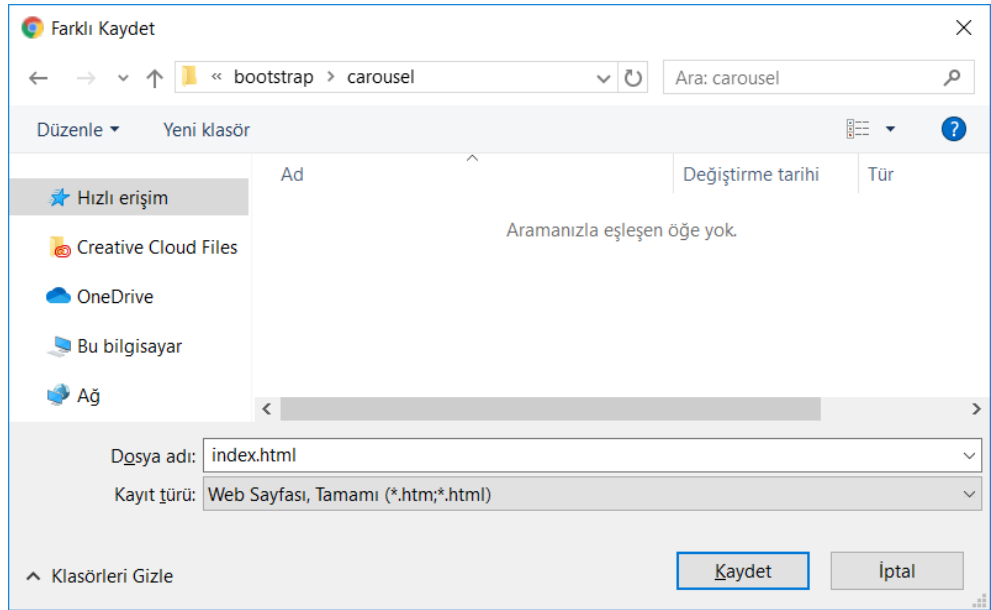 Farklı Kaydet
« bootstrap > carousel
Ara: carousel
Düzenle
Yeni klasör
?
Ad
Değiştirme tarihi
Tür
Hızlı erişim
Creative Cloud Files
OneDrive
Bu bilgisayar
Ağ
Aramanızla eşleşen öğe yok.
Dosya adı: index.html
Kayıt türü: Web Sayfası, Tamamı (*.htm;*.html)
Klasörleri Gizle
Kaydet
İptal